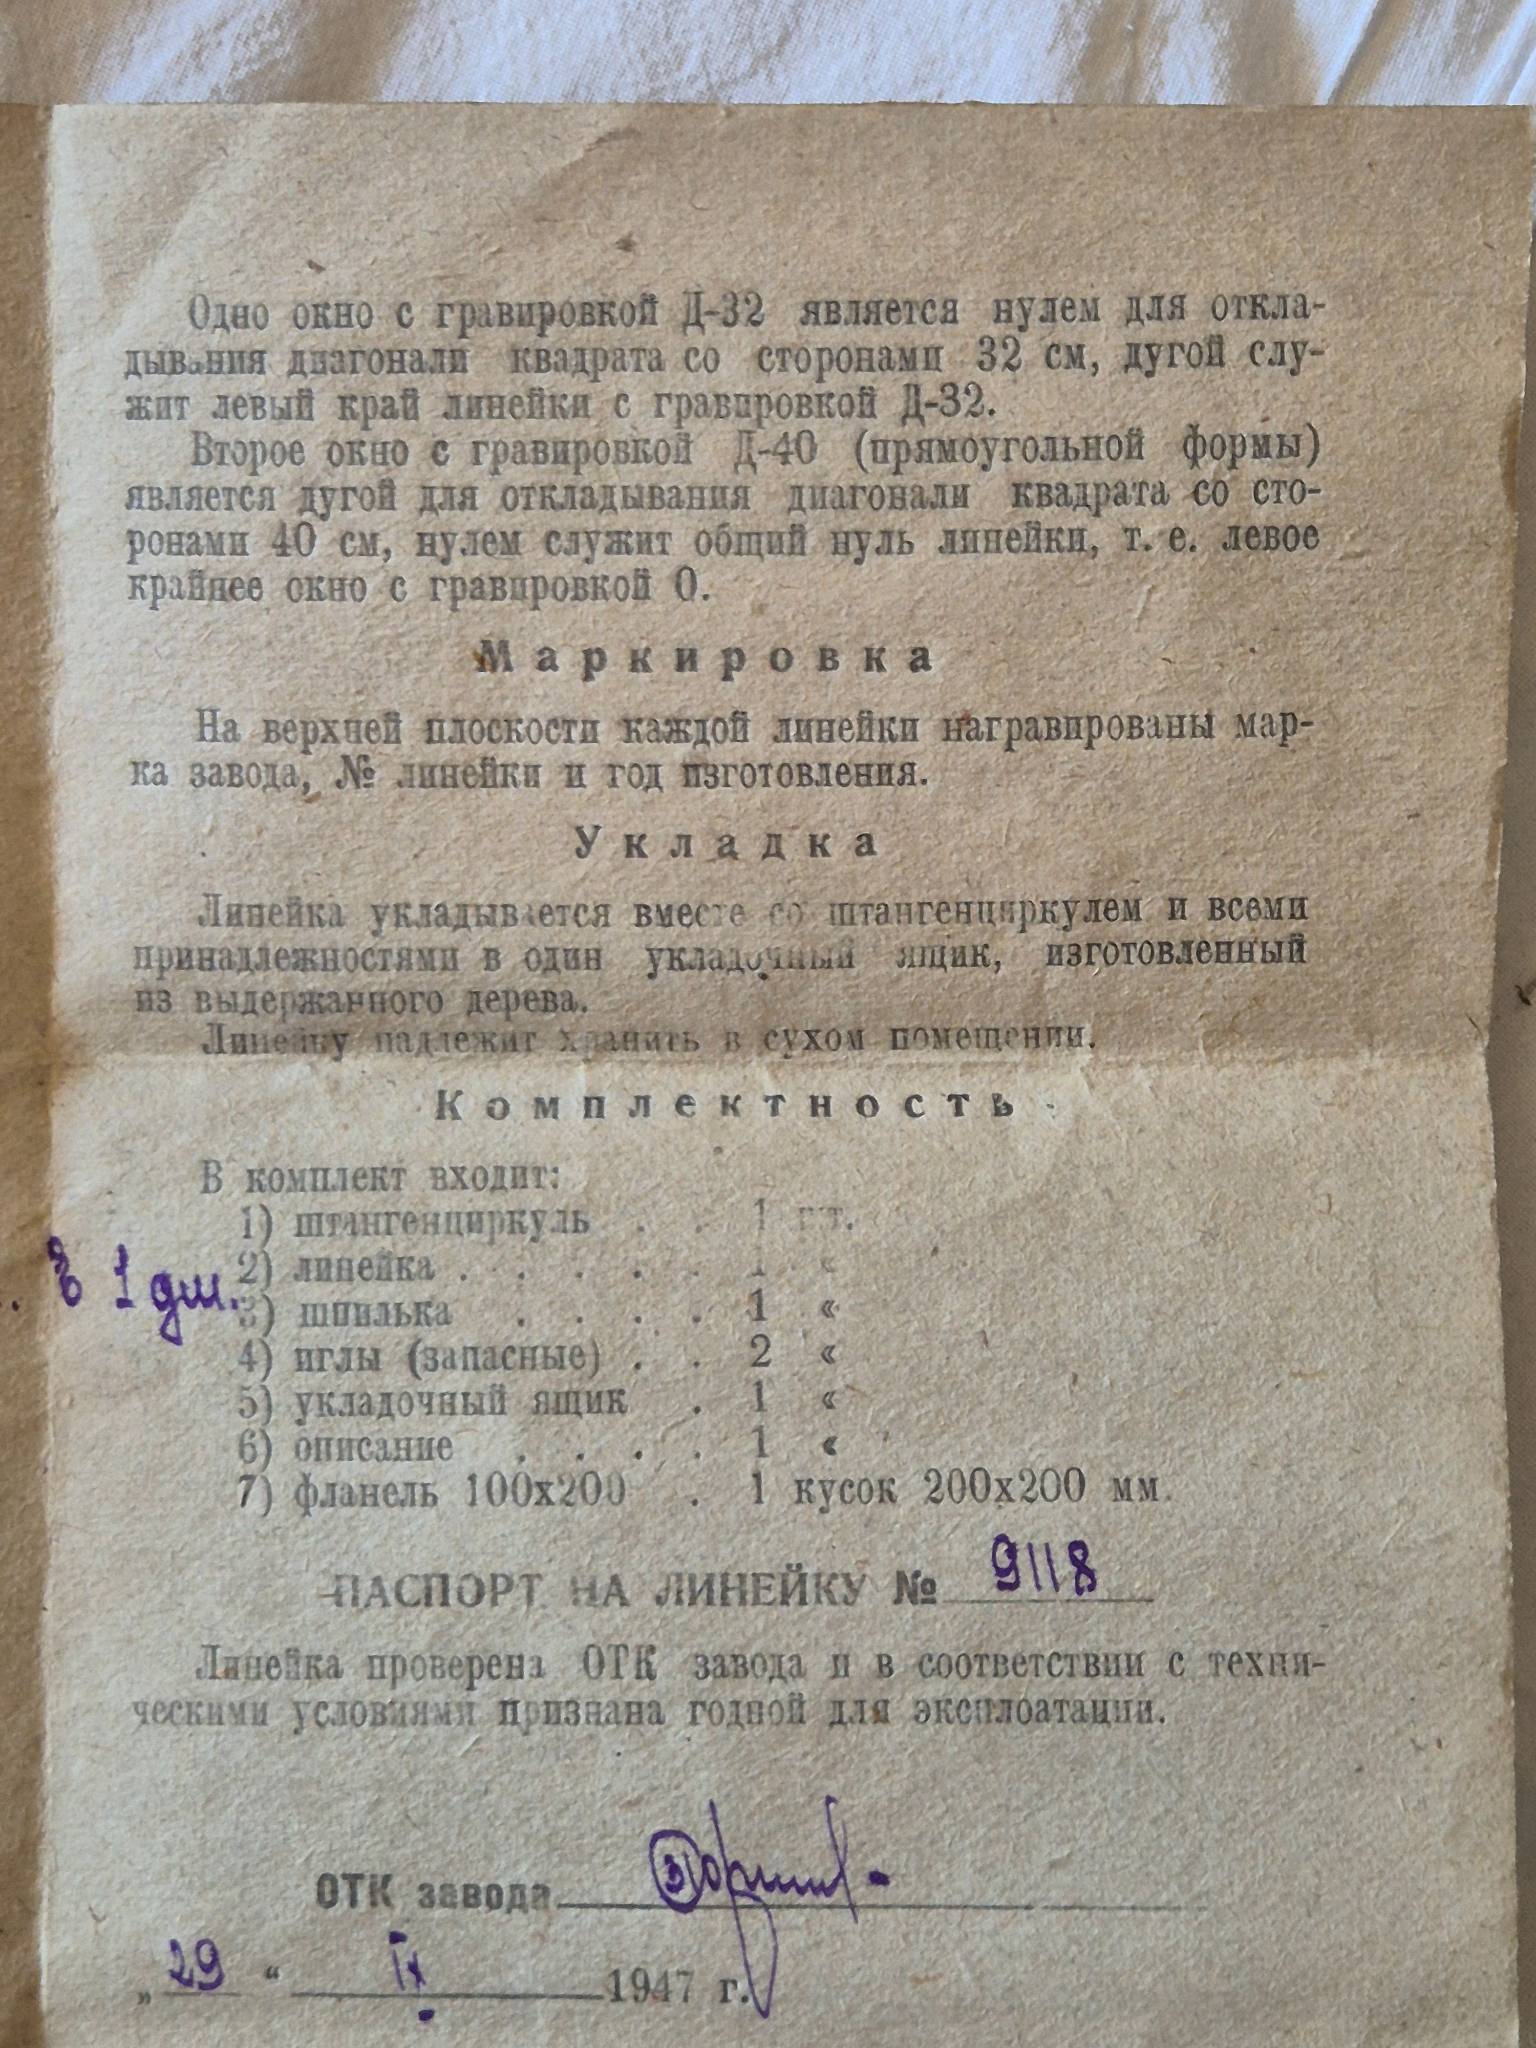 Одно окно с гравировкой Д-32 является нулем для откла-
дывания диагонали квадрата со сторонами 32 см, дугой слу-
жит левый край линейки с гравировкой Д-32.
Второе окно с гравировкой Д-40 (прямоугольной формы)
является дугой для откладывания диагонали квадрата со сто-
ронами 40 см, нулем служит общий нуль линейки, т. е. левое
крайнее окно с гравировкой 0.
Маркировка
На верхней плоскости каждой линейки награвированы мар-
ка завода, № линейки и год изготовления.
Укладка
Линейка укладывается вместе со штангенциркулем и всеми
принадлежностями в один укладочный ящик, изготовленный
из выдержанного дерева.
Линейку надлежит хранить в сухом помещении.
Комплектность
В комплект входит:
1) штангенциркуль . . 1 шт.
2) линейка . . . . . . 1 «
1 дш.
3) шпилька . . . . . 1 «
4) иглы (запасные) . . 2 «
5) укладочный ящик . 1 «
6) описание . . . . . 1 «
7) фланель 100х200 . 1 кусок 200х200 мм.
ПАСПОРТ НА ЛИНЕЙКУ № 9118
Линейка проверена ОТК завода и в соответствии с техни-
ческими условиями признана годной для эксплоатации.
ОТК завода
„ 29 “ IX 1947 г.